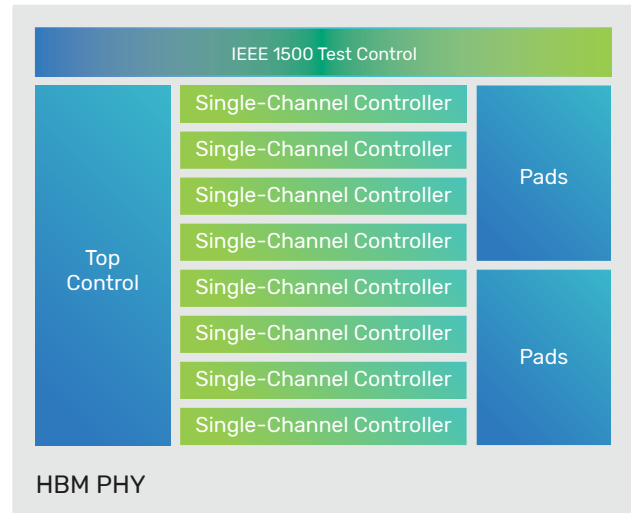 IEEE 1500 Test Control
Top
Control
Single-Channel Controller
Single-Channel Controller
Single-Channel Controller
Single-Channel Controller
Single-Channel Controller
Single-Channel Controller
Single-Channel Controller
Single-Channel Controller
Pads
Pads
HBM PHY